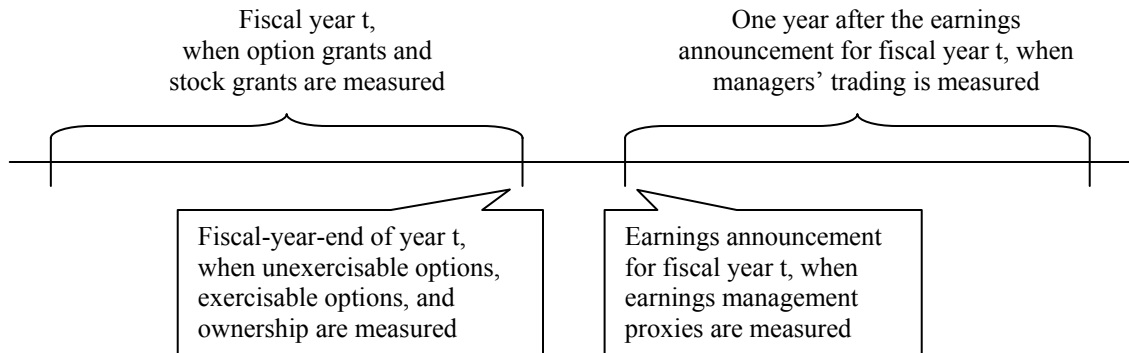 Fiscal year t,
when option grants and
stock grants are measured
One year after the earnings
announcement for fiscal year t, when
managers’ trading is measured
Fiscal-year-end of year t,
when unexercisable options,
exercisable options, and
ownership are measured
Earnings announcement
for fiscal year t, when
earnings management
proxies are measured